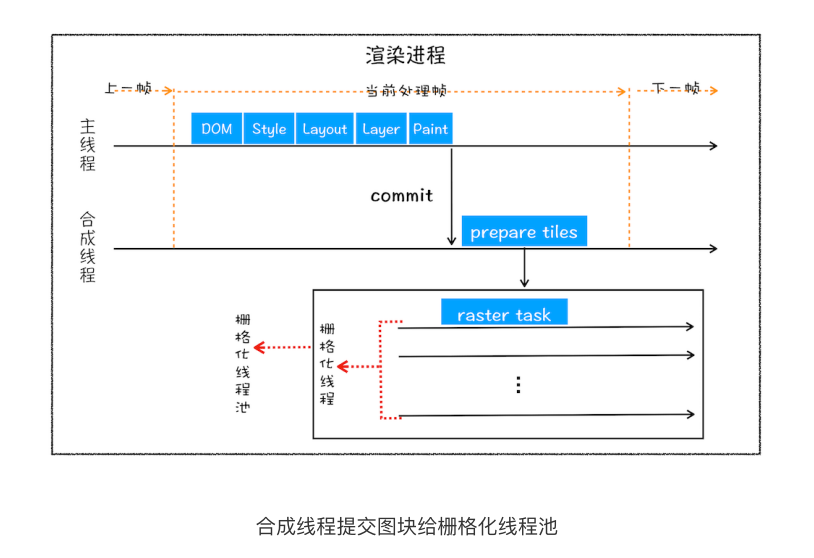 渲染进程
上一帧 当前处理帧 下一帧
主线程
DOM Style Layout Layer Paint
commit
合成线程
prepare tiles
raster task
栅格化线程池
栅格化线程
合成线程提交图块给栅格化线程池